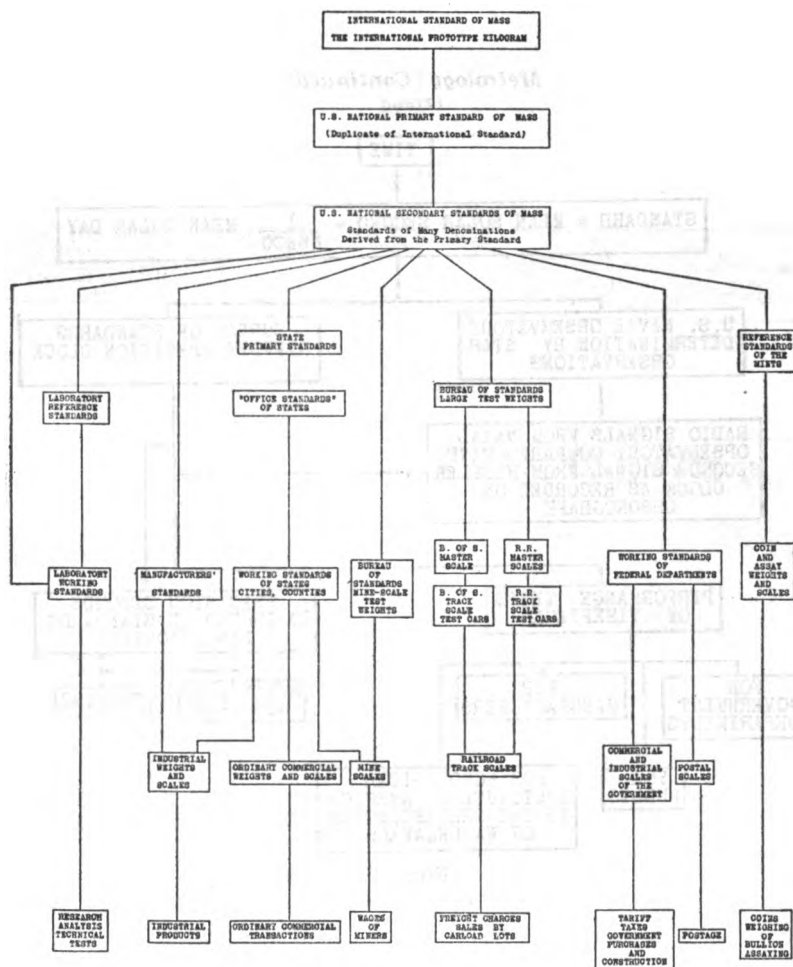 INTERNATIONAL STANDARD OF MASS
THE INTERNATIONAL PROTOTYPE KILOGRAM
U.S. NATIONAL PRIMARY STANDARD OF MASS
(Duplicate of International Standard)
U.S. NATIONAL SECONDARY STANDARDS OF MASS
Standards of Many Denominations
Derived from the Primary Standard
STATE
PRIMARY STANDARDS
REFERENCE
STANDARDS
OF THE
MINTS
LABORATORY
REFERENCE
STANDARDS
"OFFICE STANDARDS"
OF STATES
BUREAU OF STANDARDS
LARGE TEST WEIGHTS
LABORATORY
WORKING
STANDARDS
MANUFACTURERS'
STANDARDS
WORKING STANDARDS
OF STATES
CITIES, COUNTIES
BUREAU
OF
STANDARDS
MINE-SCALE
TEST
WEIGHTS
B. OF S.
MASTER
SCALE
R.R.
MASTER
SCALES
B. OF S.
TRACK
SCALE
TEST CARS
R.R.
TRACK
SCALE
TEST CARS
WORKING STANDARDS
OF
FEDERAL DEPARTMENTS
COIN
AND
ASSAY
WEIGHTS
AND
SCALES
INDUSTRIAL
WEIGHTS
AND
SCALES
ORDINARY COMMERCIAL
WEIGHTS AND SCALES
MINE
SCALES
RAILROAD
TRACK SCALES
COMMERCIAL
AND
INDUSTRIAL
SCALES
OF THE
GOVERNMENT
POSTAL
SCALES
RESEARCH
ANALYSIS
TECHNICAL
TESTS
INDUSTRIAL
PRODUCTS
ORDINARY COMMERCIAL
TRANSACTIONS
WAGES
OF
MINERS
FREIGHT CHARGES
SALES BY
CARLOAD LOTS
TARIFF
TAXES
GOVERNMENT
PURCHASES
AND
CONSTRUCTION
POSTAGE
COINS
WEIGHING
OF
BULLION
ASSAYING